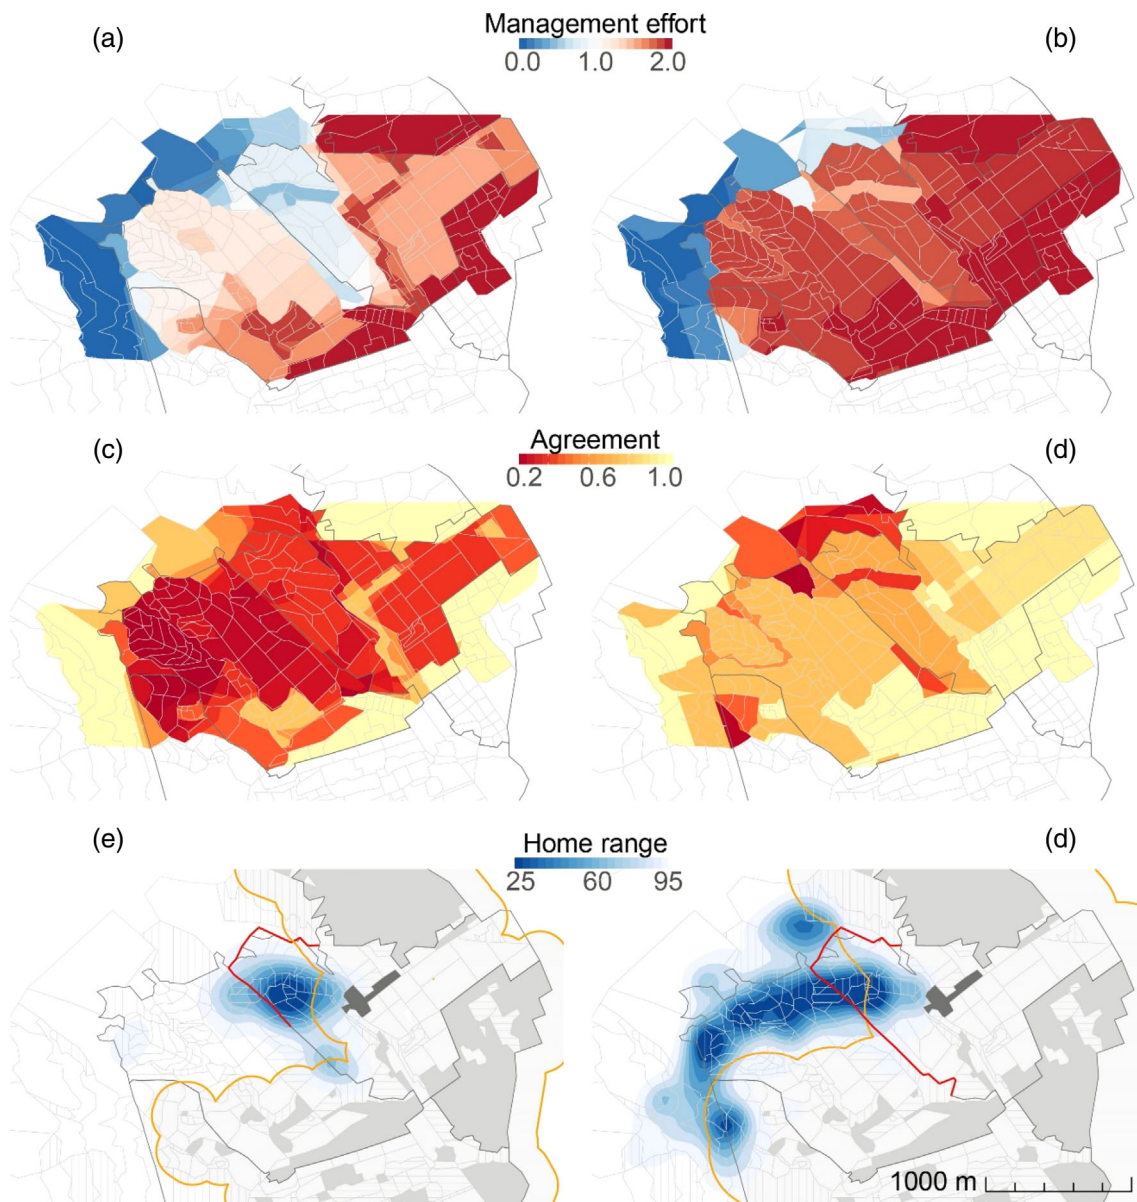 (a)
Management effort
(b)
0.0 1.0 2.0
(c)
Agreement
(d)
0.2 0.6 1.0
(e)
Home range
(d)
25 60 95
1000 m